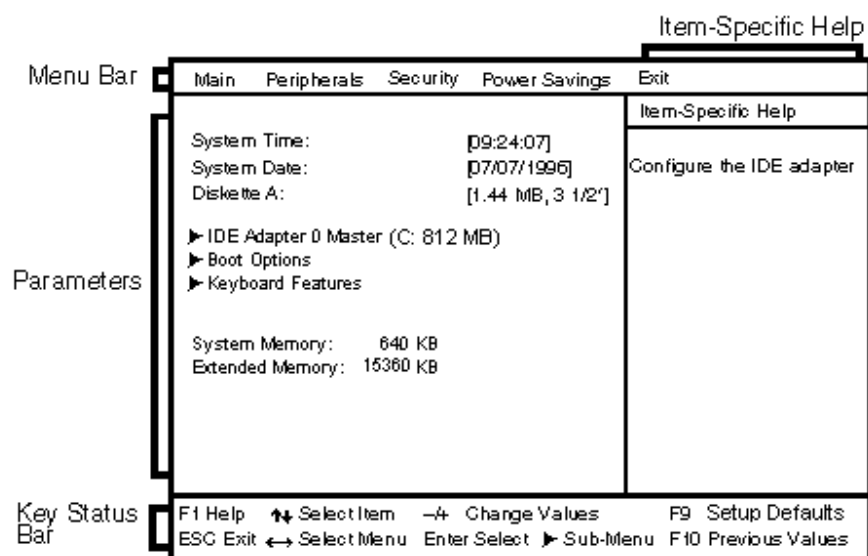 Item-Specific Help
Menu Bar
Main Peripherals Security Power Savings Exit
Item-Specific Help
System Time: [09:24:07]
System Date: [07/07/1996]
Diskette A: [1.44 MB, 3 1/2"]
Configure the IDE adapter
►IDE Adapter 0 Master (C: 812 MB)
►Boot Options
►Keyboard Features
Parameters
System Memory: 640 KB
Extended Memory: 15360 KB
Key Status Bar
F1 Help ↑↓ Select Item -/+ Change Values F9 Setup Defaults
ESC Exit ←→ Select Menu Enter Select ► Sub-Menu F10 Previous Values